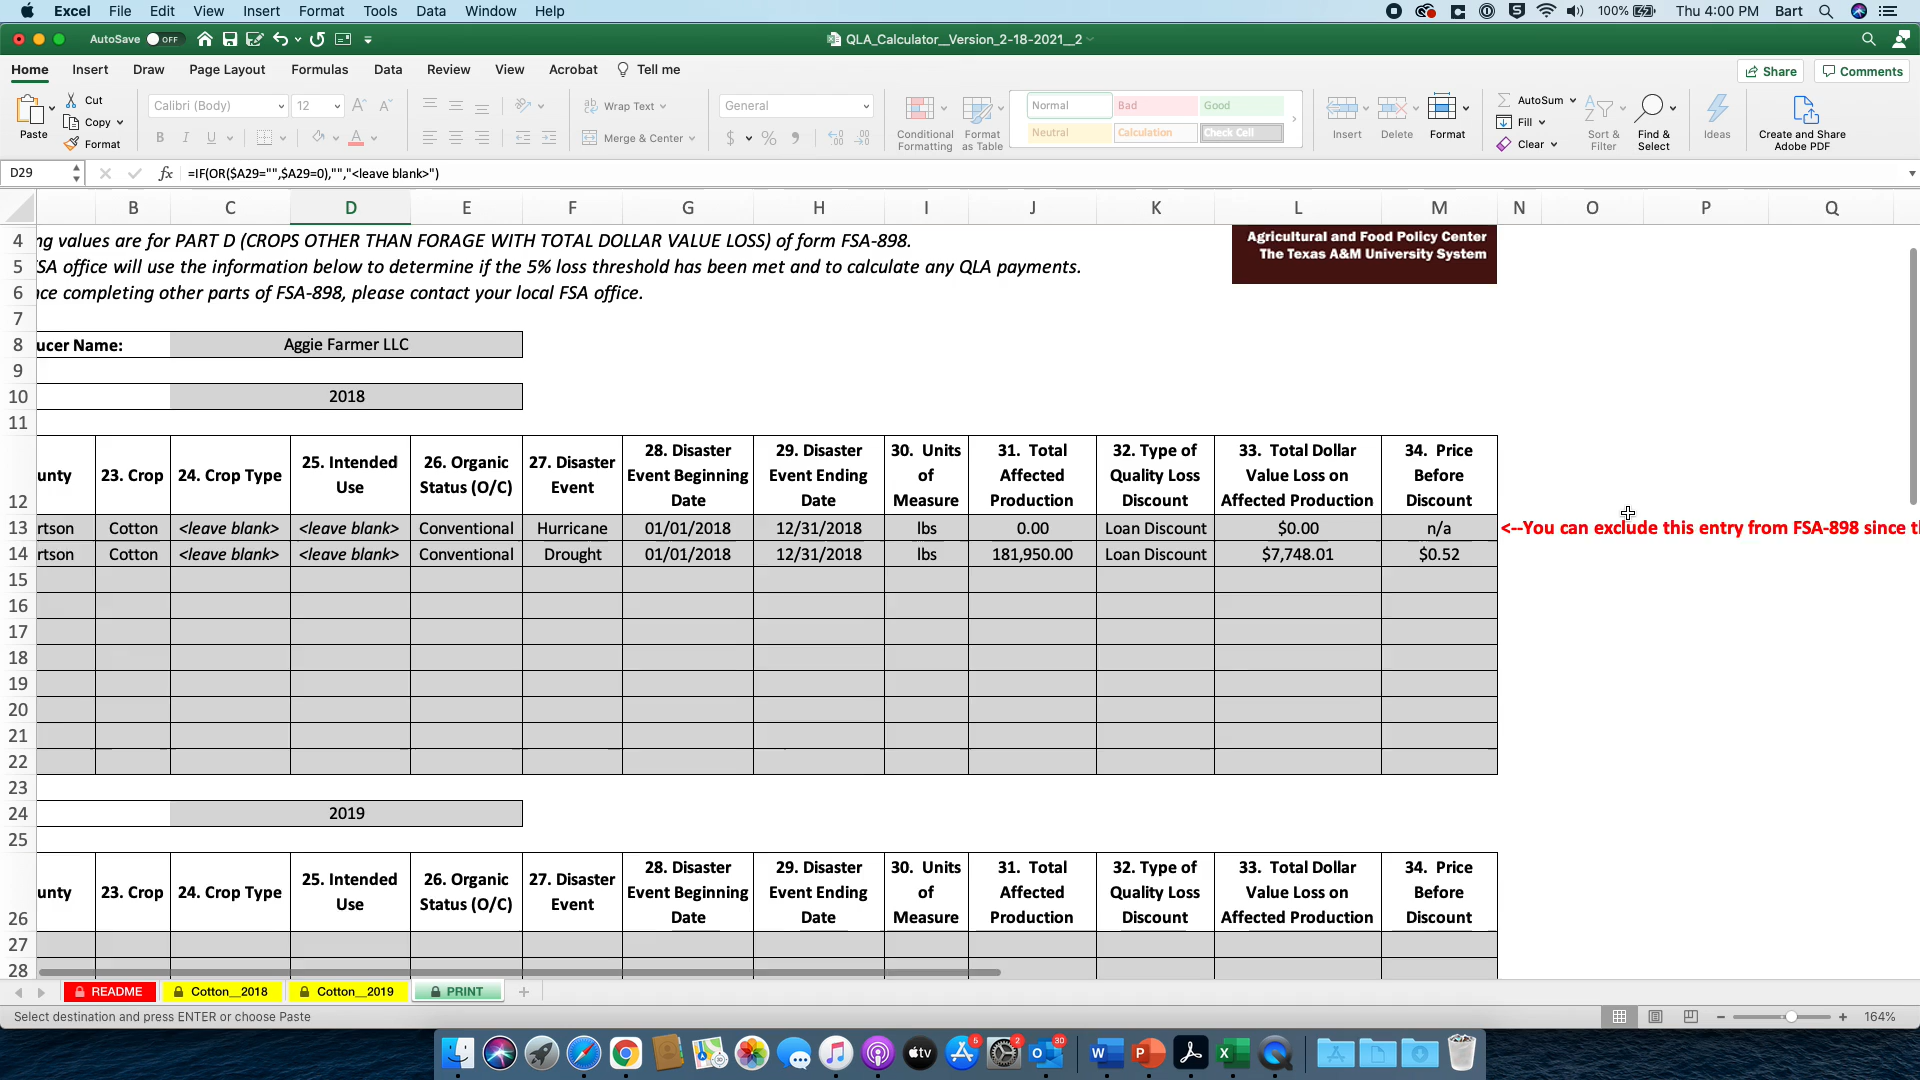 Excel File Edit View Insert Format Tools Data Window Help 100% Thu 4:00 PM Bart
AutoSave OFF QLA_Calculator__Version_2-18-2021__2
Home Insert Draw Page Layout Formulas Data Review View Acrobat Tell me Share Comments
Paste Cut Copy Format
Calibri (Body) 12
Wrap Text
Merge & Center
General
Conditional Formatting
Format as Table
Normal Bad Good
Neutral Calculation Check Cell
Insert Delete Format
AutoSum Fill Clear
Sort & Filter
Find & Select
Ideas
Create and Share Adobe PDF
D29 fx =IF(OR($A29="",$A29=0),"","<leave blank>")
B C D E F G H I J K L M N O P Q
4 ng values are for PART D (CROPS OTHER THAN FORAGE WITH TOTAL DOLLAR VALUE LOSS) of form FSA-898.
Agricultural and Food Policy Center
The Texas A&M University System
5 SA office will use the information below to determine if the 5% loss threshold has been met and to calculate any QLA payments.
6 nce completing other parts of FSA-898, please contact your local FSA office.
7
8 ucer Name: Aggie Farmer LLC
9
10 2018
11
12 unty 23. Crop 24. Crop Type 25. Intended Use 26. Organic Status (O/C) 27. Disaster Event 28. Disaster Event Beginning Date 29. Disaster Event Ending Date 30. Units of Measure 31. Total Affected Production 32. Type of Quality Loss Discount 33. Total Dollar Value Loss on Affected Production 34. Price Before Discount
13 rtson Cotton <leave blank> <leave blank> Conventional Hurricane 01/01/2018 12/31/2018 lbs 0.00 Loan Discount $0.00 n/a <--You can exclude this entry from FSA-898 since th
14 rtson Cotton <leave blank> <leave blank> Conventional Drought 01/01/2018 12/31/2018 lbs 181,950.00 Loan Discount $7,748.01 $0.52
15
16
17
18
19
20
21
22
23
24 2019
25
26 unty 23. Crop 24. Crop Type 25. Intended Use 26. Organic Status (O/C) 27. Disaster Event 28. Disaster Event Beginning Date 29. Disaster Event Ending Date 30. Units of Measure 31. Total Affected Production 32. Type of Quality Loss Discount 33. Total Dollar Value Loss on Affected Production 34. Price Before Discount
27
28
README Cotton__2018 Cotton__2019 PRINT
Select destination and press ENTER or choose Paste 164%
5 2 30
tv W P X